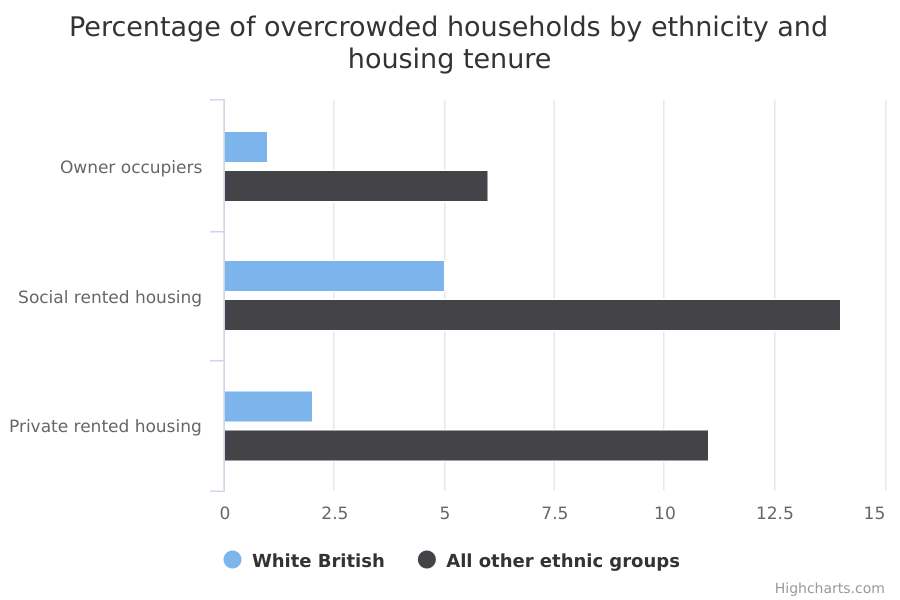 Percentage of overcrowded households by ethnicity and
housing tenure
Owner occupiers
Social rented housing
Private rented housing
0 2.5 5 7.5 10 12.5 15
White British All other ethnic groups
Highcharts.com